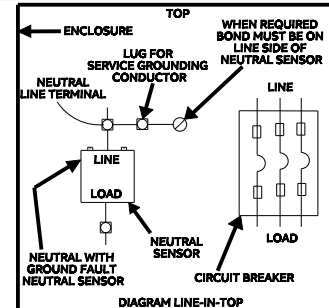 TOP
ENCLOSURE
WHEN REQUIRED
BOND MUST BE ON
LINE SIDE OF
NEUTRAL SENSOR
LUG FOR
SERVICE GROUNDING
CONDUCTOR
NEUTRAL
LINE TERMINAL
LINE
LOAD
LINE
LOAD
NEUTRAL WITH
GROUND FAULT
NEUTRAL SENSOR
NEUTRAL
SENSOR
CIRCUIT BREAKER
DIAGRAM LINE-IN-TOP